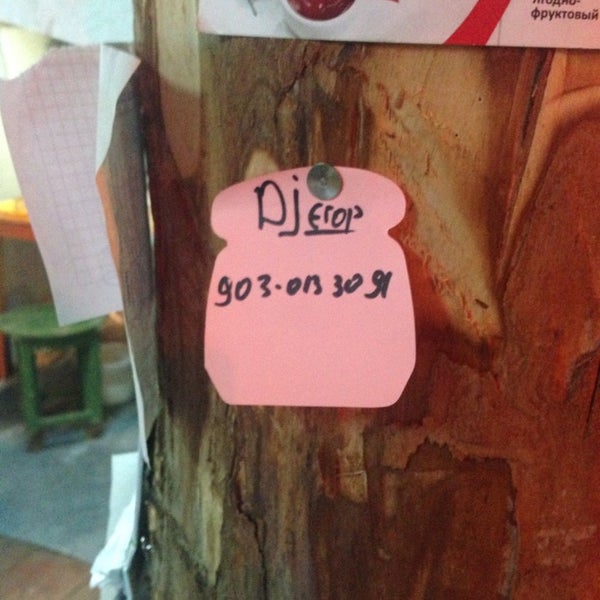 ягодно-
фруктовый
Dj Егор
903-013 30 91